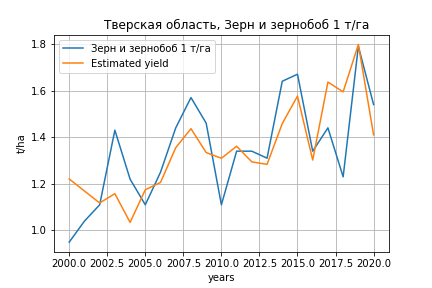 Тверская область, Зерн и зернобоб 1 т/га
Зерн и зернобоб 1 т/га
Estimated yield
t/ha
1.8
1.6
1.4
1.2
1.0
2000.0 2002.5 2005.0 2007.5 2010.0 2012.5 2015.0 2017.5 2020.0
years